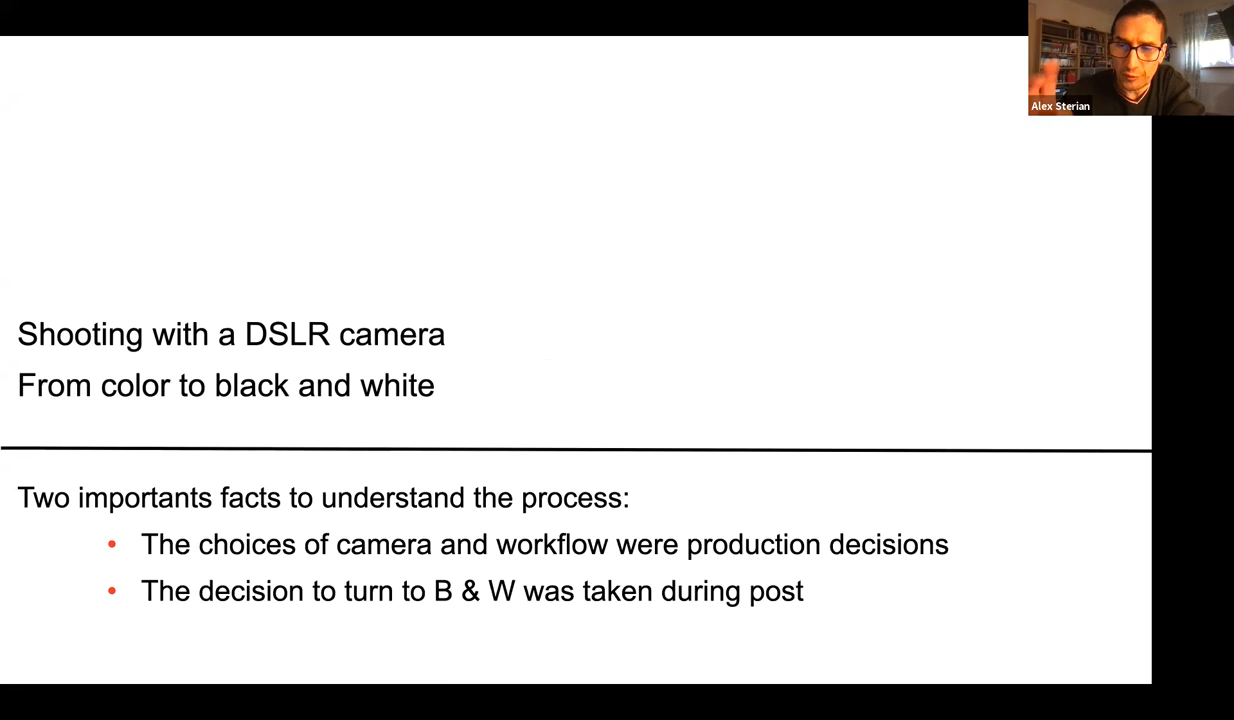 Alex Sterian
Shooting with a DSLR camera
From color to black and white
Two importants facts to understand the process:
• The choices of camera and workflow were production decisions
• The decision to turn to B & W was taken during post